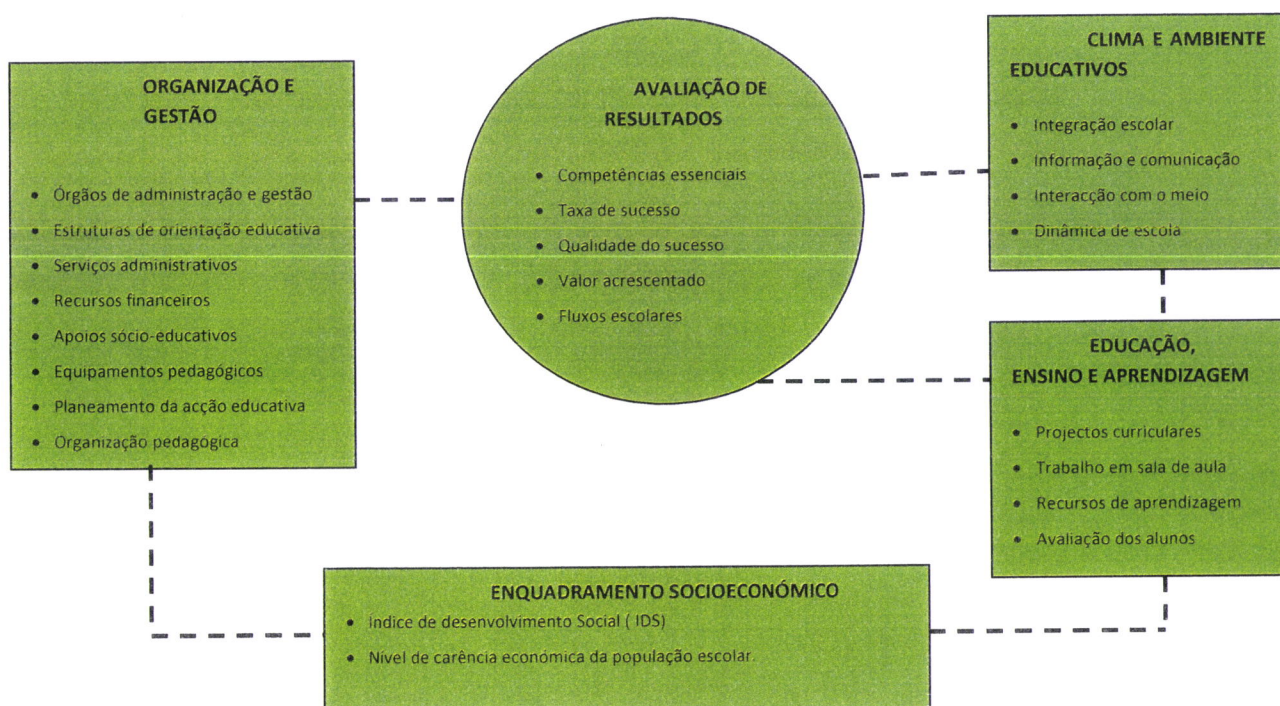 ORGANIZAÇÃO E
GESTÃO
• Órgãos de administração e gestão
• Estruturas de orientação educativa
• Serviços administrativos
• Recursos financeiros
• Apoios sócio-educativos
• Equipamentos pedagógicos
• Planeamento da acção educativa
• Organização pedagógica
AVALIAÇÃO DE
RESULTADOS
• Competências essenciais
• Taxa de sucesso
• Qualidade do sucesso
• Valor acrescentado
• Fluxos escolares
CLIMA E AMBIENTE
EDUCATIVOS
• Integração escolar
• Informação e comunicação
• Interacção com o meio
• Dinâmica de escola
EDUCAÇÃO,
ENSINO E APRENDIZAGEM
• Projectos curriculares
• Trabalho em sala de aula
• Recursos de aprendizagem
• Avaliação dos alunos
ENQUADRAMENTO SOCIOECONÓMICO
• Indice de desenvolvimento Social ( IDS)
• Nível de carência económica da população escolar.